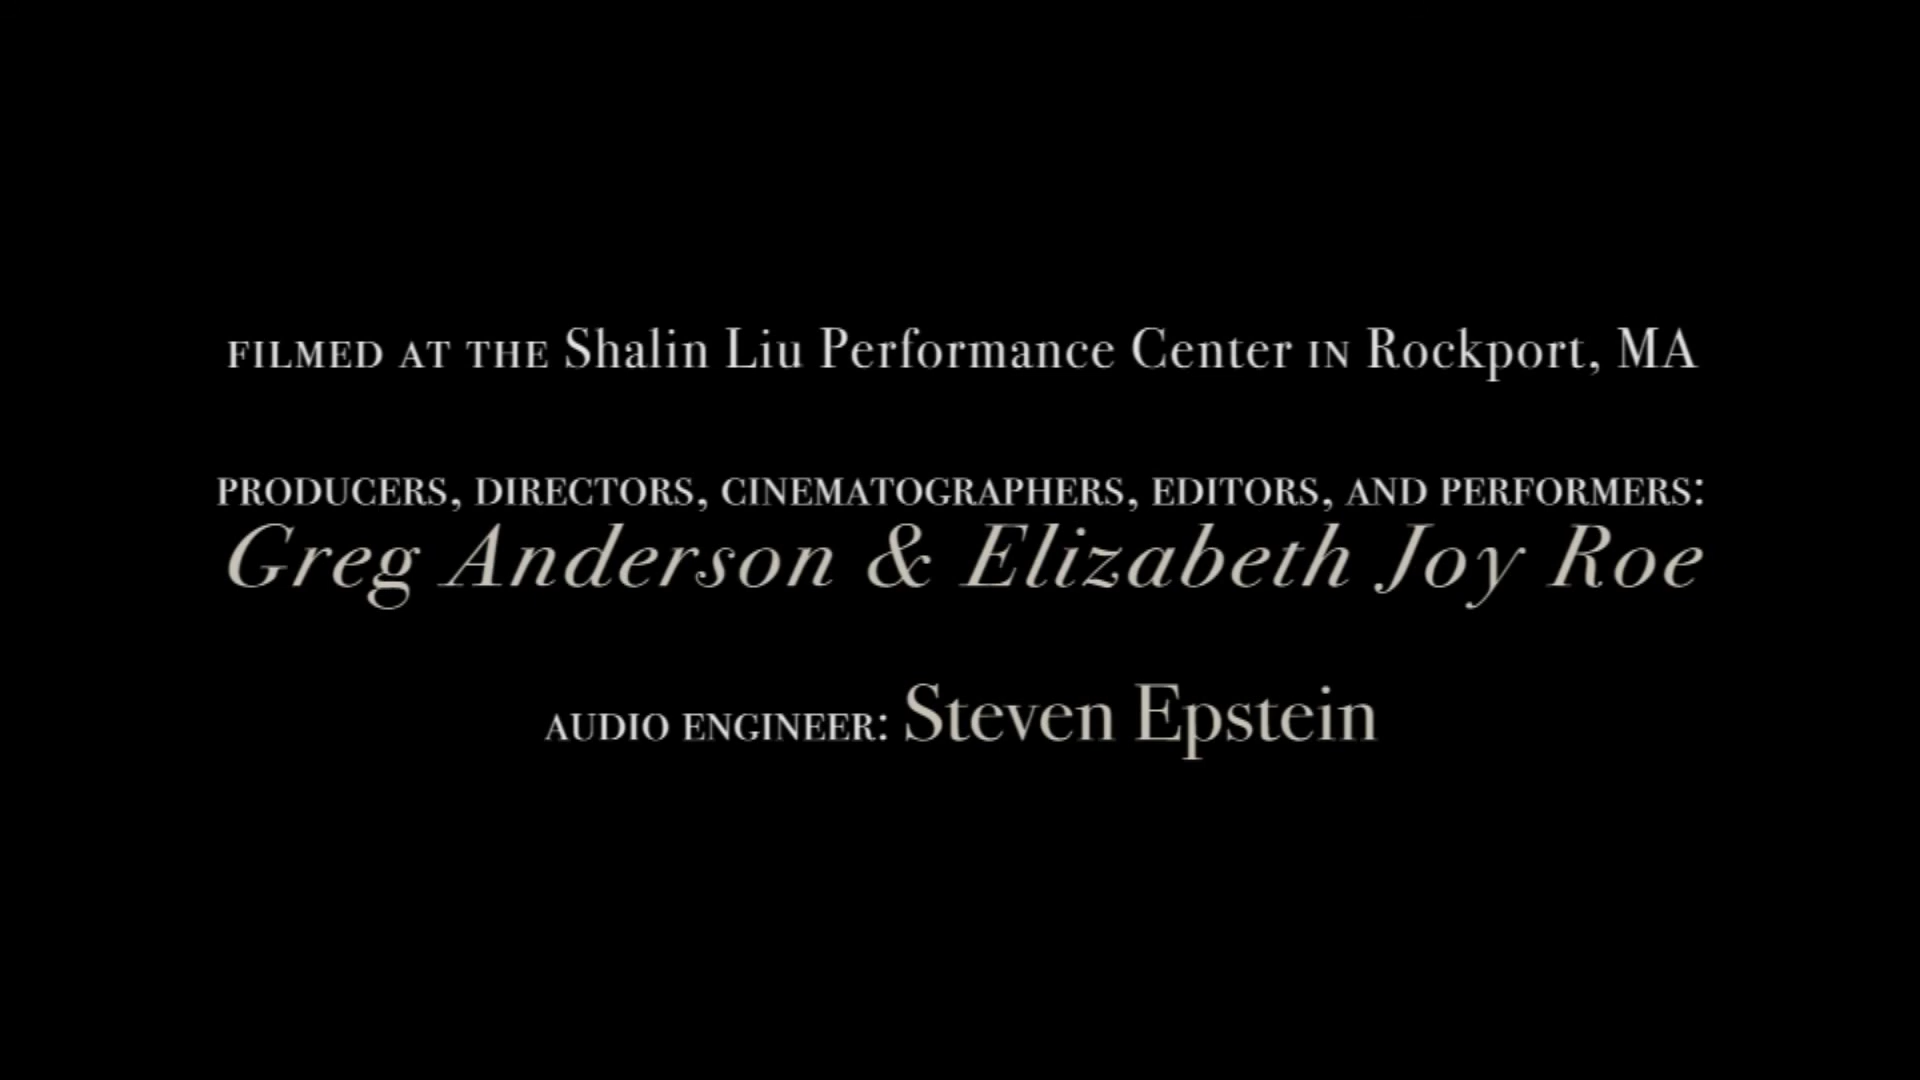 FILMED AT THE Shalin Liu Performance Center IN Rockport, MA
PRODUCERS, DIRECTORS, CINEMATOGRAPHERS, EDITORS, AND PERFORMERS:
Greg Anderson & Elizabeth Joy Roe
AUDIO ENGINEER: Steven Epstein